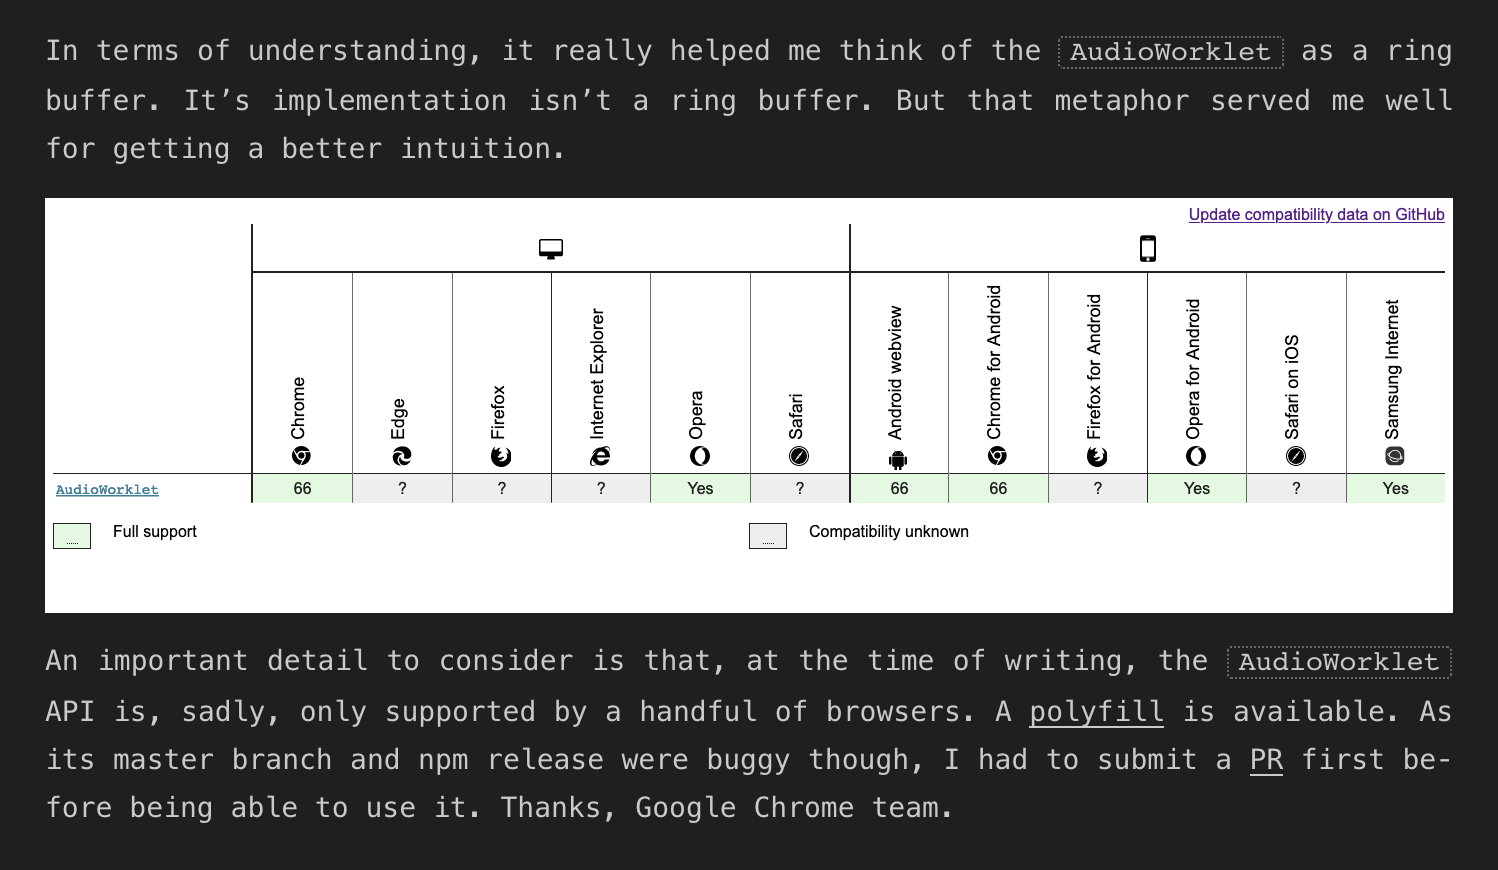 In terms of understanding, it really helped me think of the AudioWorklet as a ring
buffer. It’s implementation isn’t a ring buffer. But that metaphor served me well
for getting a better intuition.
Update compatibility data on GitHub
Chrome
Edge
Firefox
Internet Explorer
Opera
Safari
Android webview
Chrome for Android
Firefox for Android
Opera for Android
Safari on iOS
Samsung Internet
AudioWorklet 66 ? ? ? Yes ? 66 66 ? Yes ? Yes
... Full support ... Compatibility unknown
An important detail to consider is that, at the time of writing, the AudioWorklet
API is, sadly, only supported by a handful of browsers. A polyfill is available. As
its master branch and npm release were buggy though, I had to submit a PR first be-
fore being able to use it. Thanks, Google Chrome team.